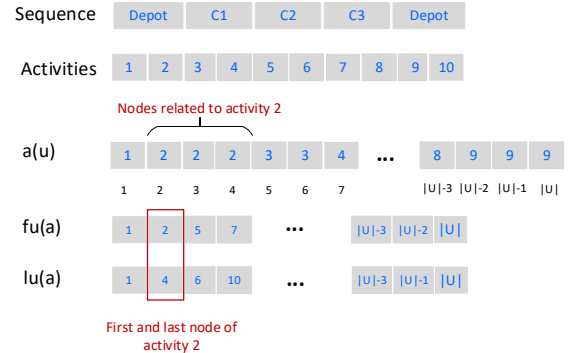 Sequence Depot C1 C2 C3 Depot
Activities 1 2 3 4 5 6 7 8 9 10
Nodes related to activity 2
a(u) 1 2 2 2 3 3 4 ... 8 9 9 9
1 2 3 4 5 6 7 |U|-3 |U|-2 |U|-1 |U|
fu(a) 1 2 5 7 ... |U|-3 |U|-2 |U|
lu(a) 1 4 6 10 ... |U|-3 |U|-1 |U|
First and last node of
activity 2